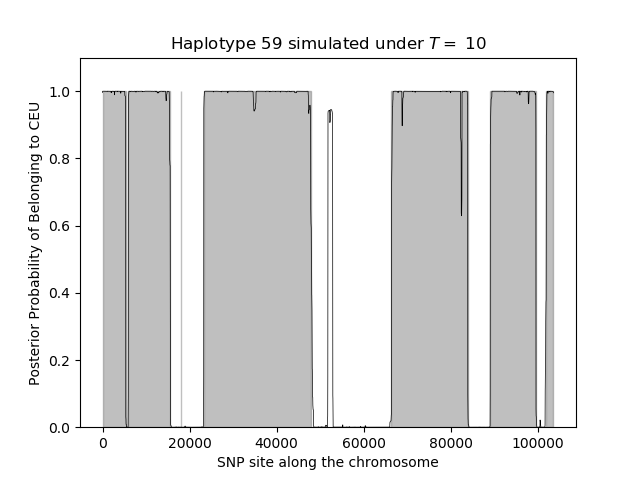 Haplotype 59 simulated under T = 10
Posterior Probability of Belonging to CEU
1.0
0.8
0.6
0.4
0.2
0.0
0 20000 40000 60000 80000 100000
SNP site along the chromosome